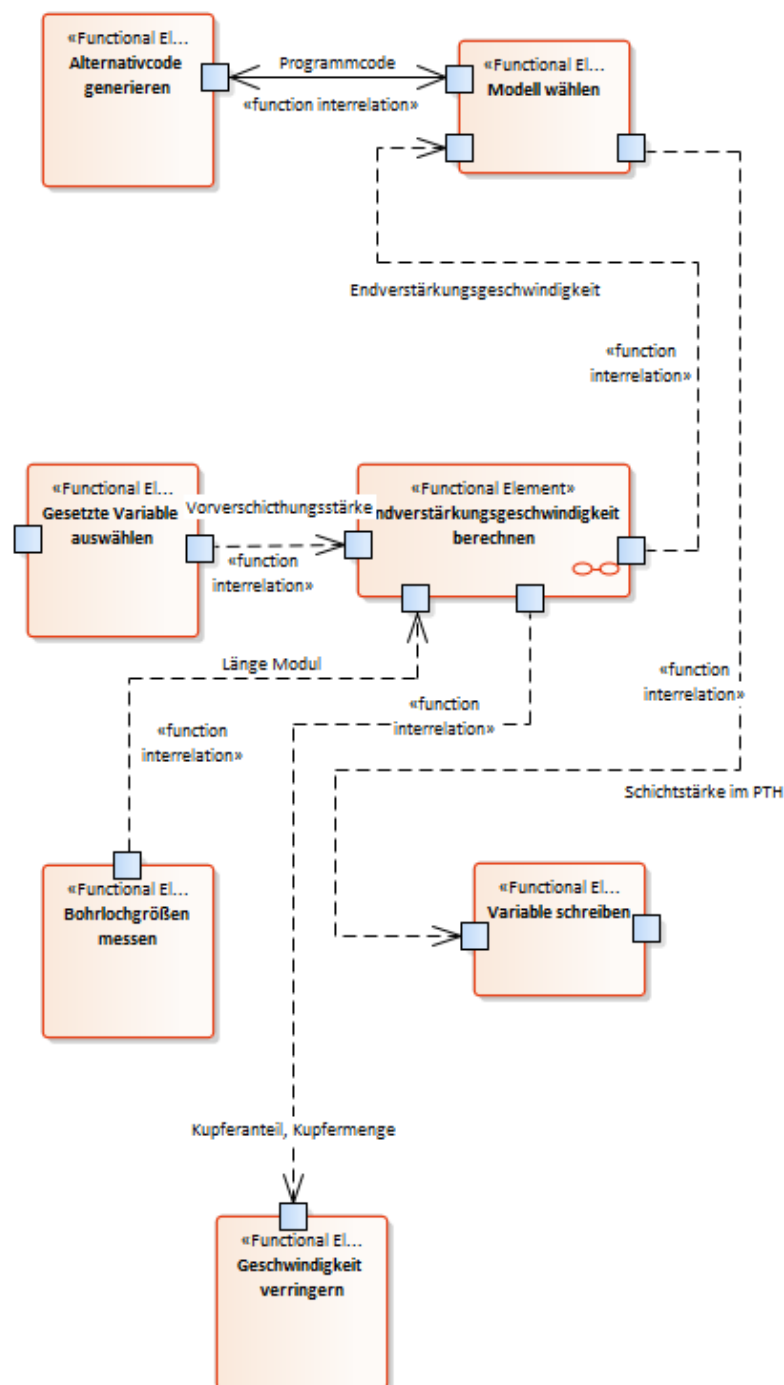 «Functional El...
Alternativcode
generieren
Programmcode
«function interrelation»
«Functional El...
Modell wählen
Endverstärkungsgeschwindigkeit
«function
interrelation»
«Functional El...
Gesetzte Variable
auswählen
Vorverschicthungsstärke
«function
interrelation»
«Functional Element»
ndverstärkungsgeschwindigkeit
berechnen
Länge Modul
«function
interrelation»
«function
interrelation»
«function
interrelation»
Schichtstärke im PTH
«Functional El...
Bohrlochgrößen
messen
«Functional El...
Variable schreiben
Kupferanteil, Kupfermenge
«Functional El...
Geschwindigkeit
verringern